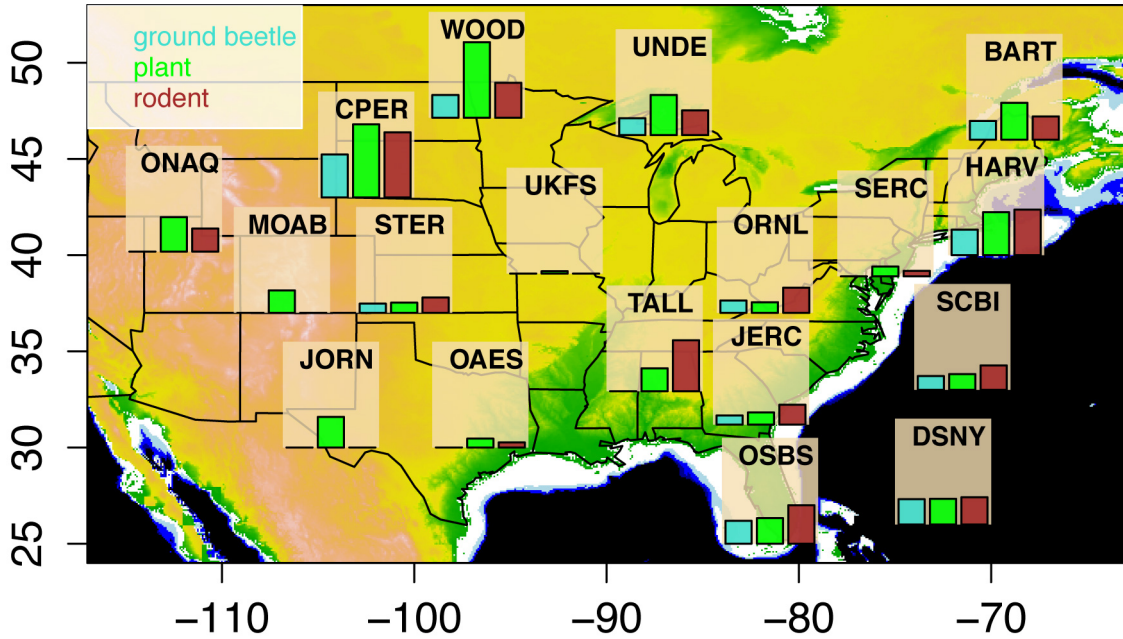 ground beetle
plant
rodent
WOOD
UNDE
BART
CPER
ONAQ
UKFS
SERC
HARV
MOAB
STER
ORNL
TALL
SCBI
JORN
OAES
JERC
OSBS
DSNY
50
45
40
35
30
25
−110
−100
−90
−80
−70